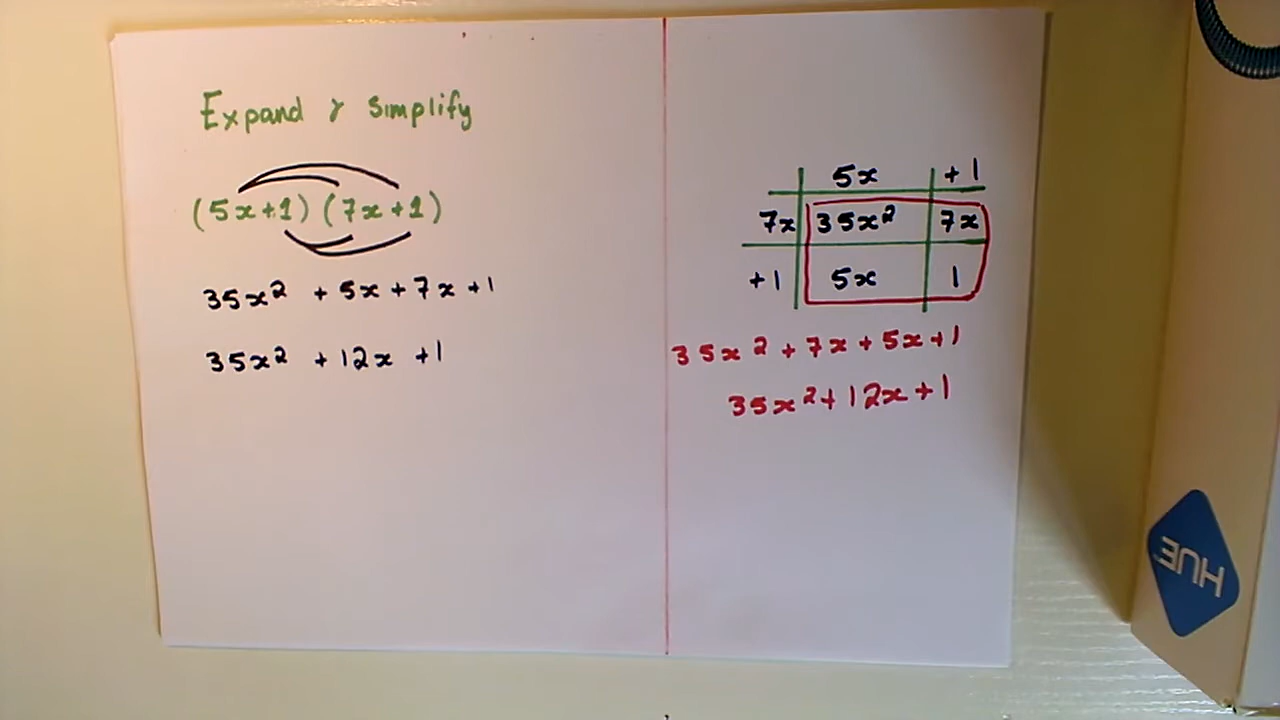 Expand & Simplify
(5x+1)(7x+1)
35x² + 5x + 7x + 1
35x² + 12x + 1
5x +1
7x 35x² 7x
+1 5x 1
35x² + 7x + 5x + 1
35x² + 12x + 1
HUE